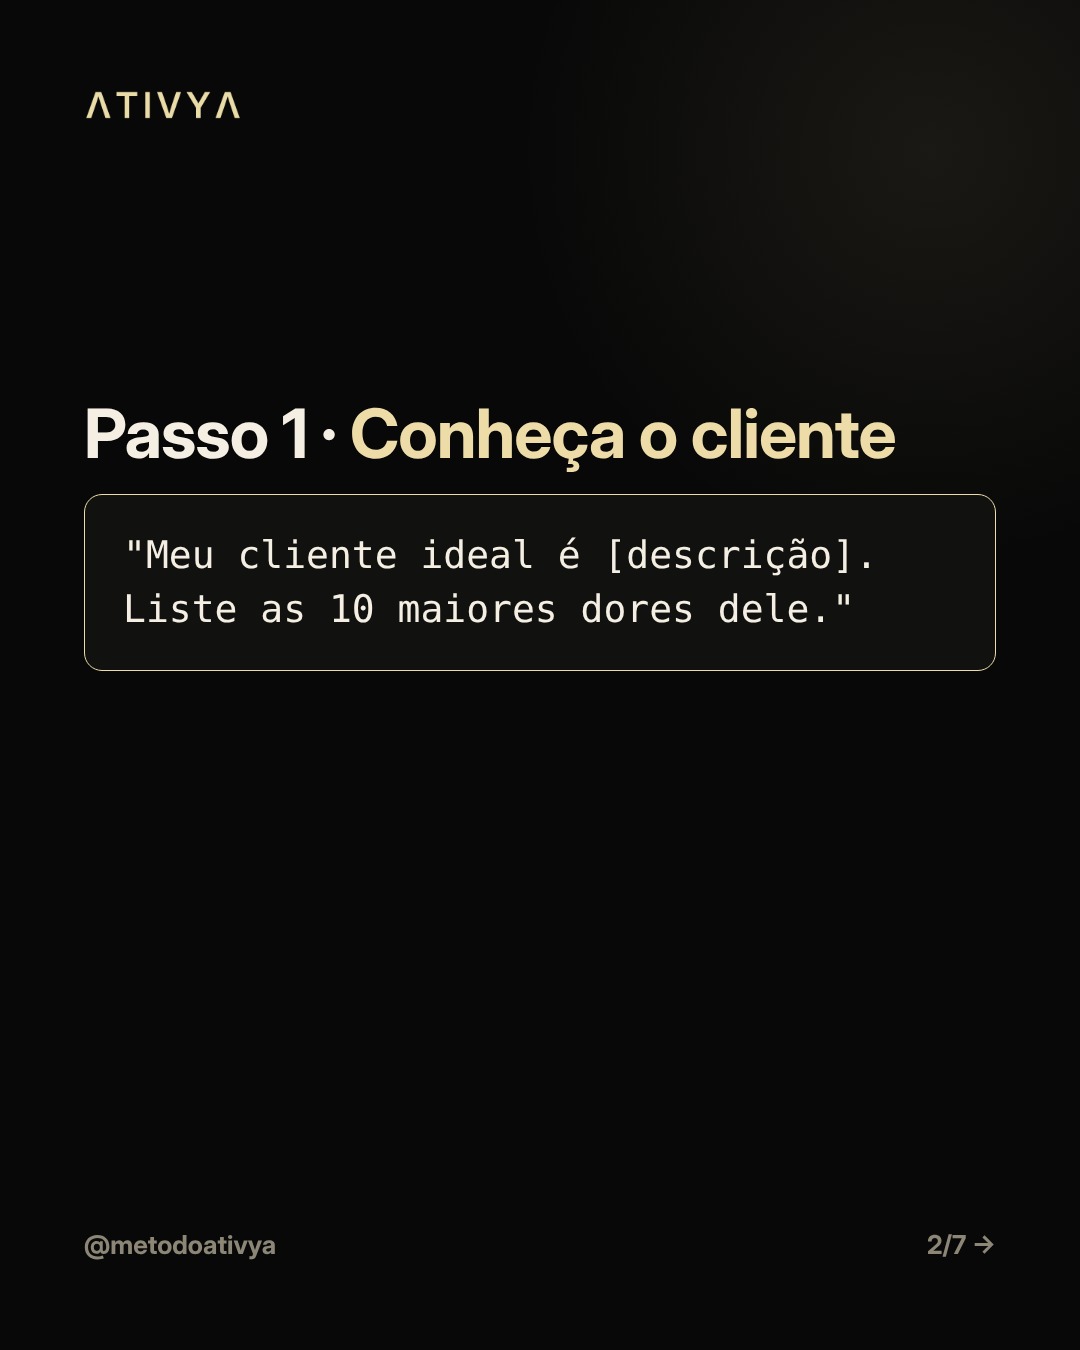 ATIVYA
Passo 1 · Conheça o cliente
"Meu cliente ideal é [descrição].
Liste as 10 maiores dores dele."
@metodoativya
2/7 →